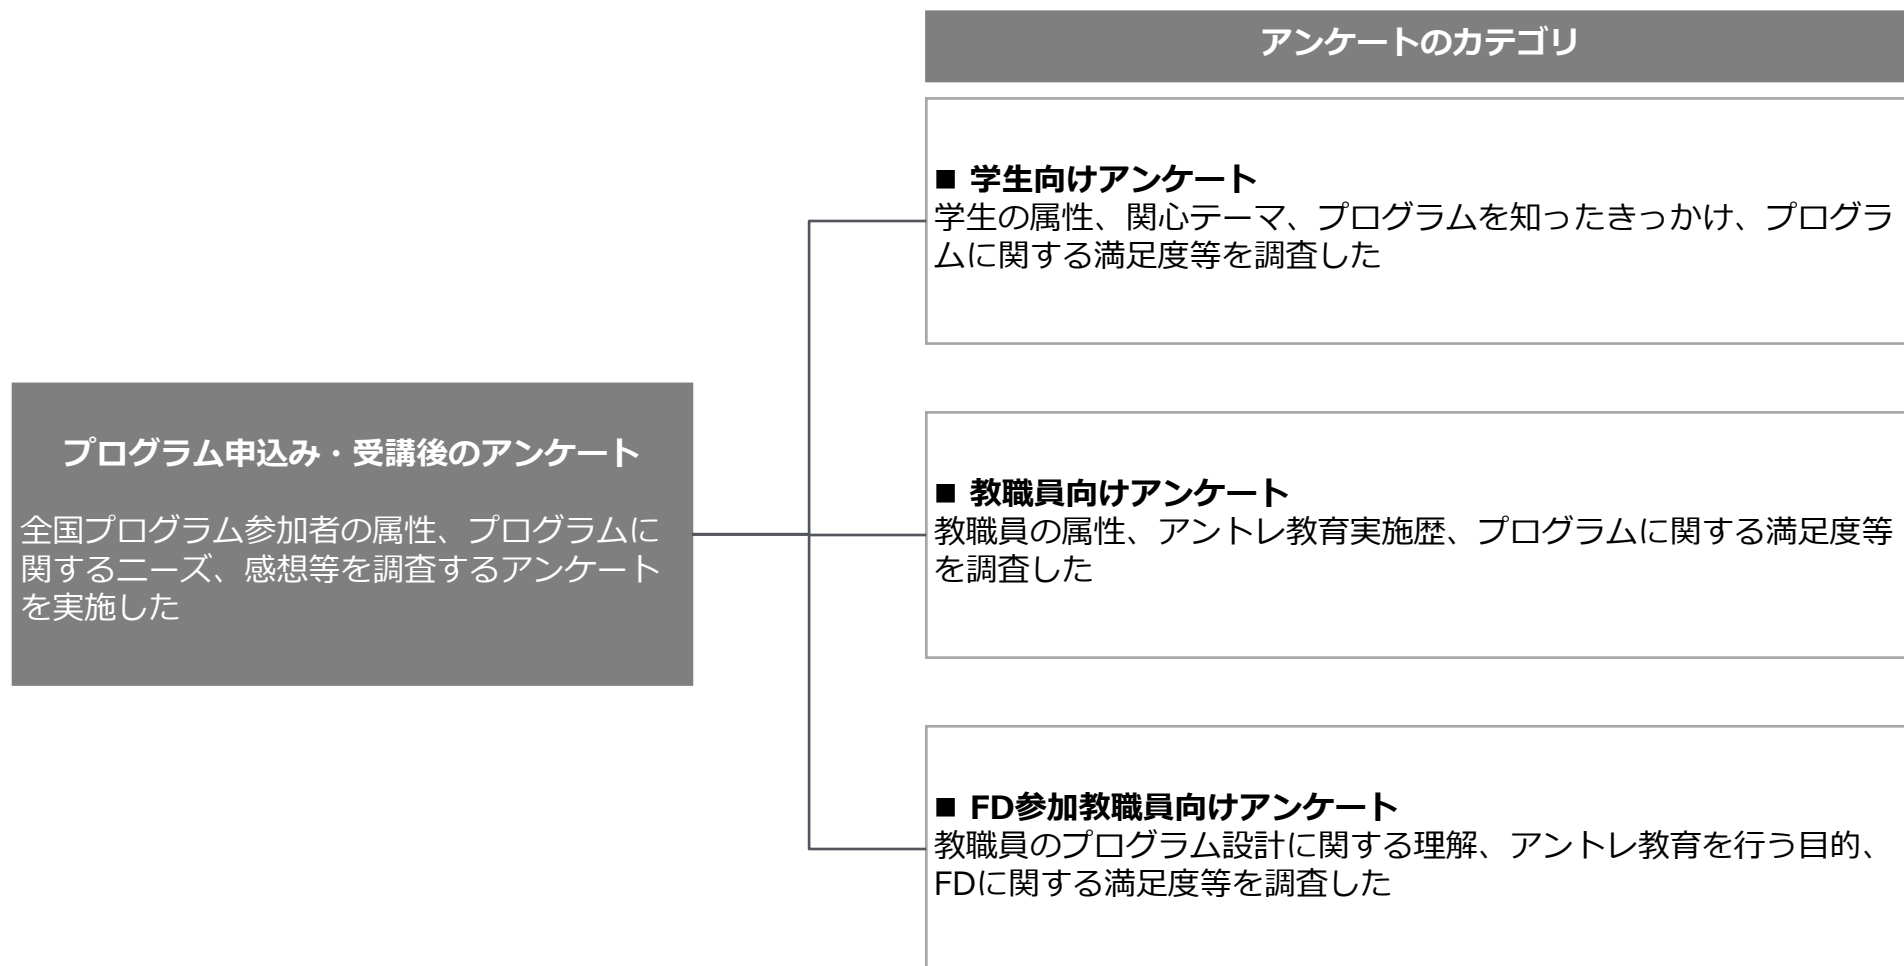 アンケートのカテゴリ
■ 学生向けアンケート
学生の属性、関心テーマ、プログラムを知ったきっかけ、プログラ
ムに関する満足度等を調査した
プログラム申込み・受講後のアンケート
全国プログラム参加者の属性、プログラムに
関するニーズ、感想等を調査するアンケート
を実施した
■ 教職員向けアンケート
教職員の属性、アントレ教育実施歴、プログラムに関する満足度等
を調査した
■ FD参加教職員向けアンケート
教職員のプログラム設計に関する理解、アントレ教育を行う目的、
FDに関する満足度等を調査した